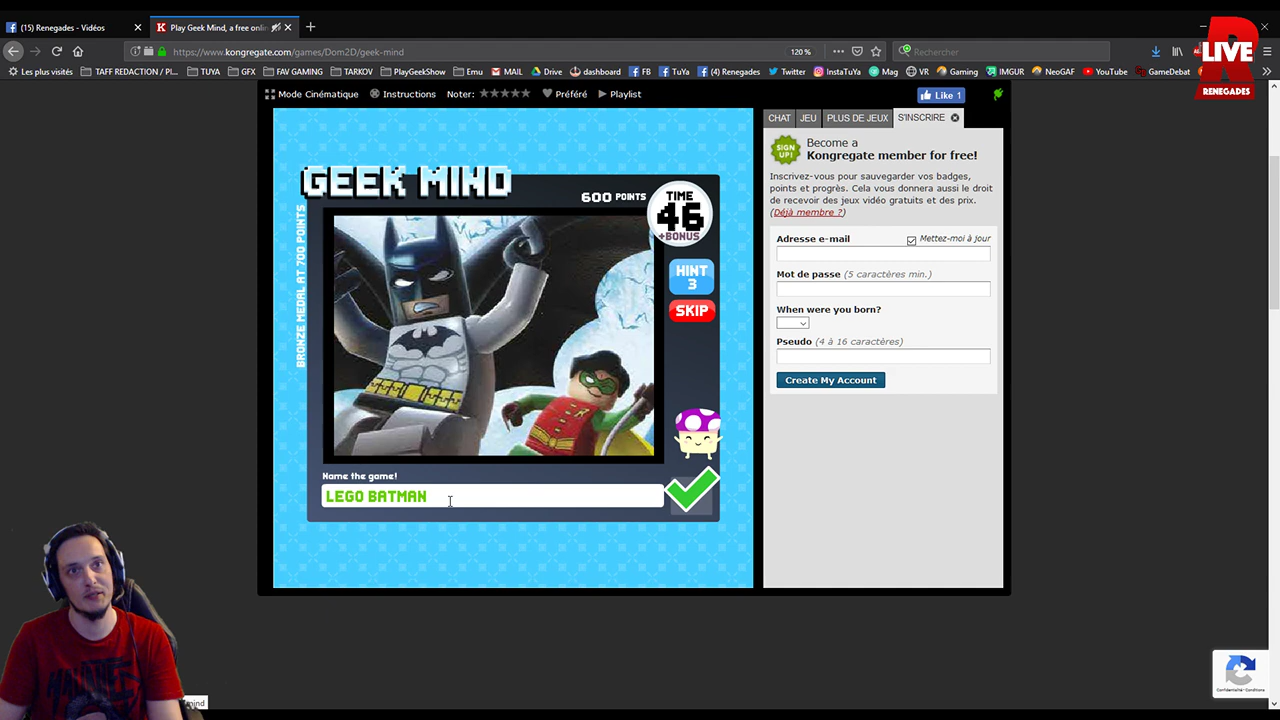 (15) Renegades - Vidéos
Play Geek Mind, a free onlin
https://www.kongregate.com/games/Dom2D/geek-mind
120 %
Rechercher
Les plus visités
TAFF REDACTION / PI...
TUYA
GFX
FAV GAMING
TARKOV
PlayGeekShow
Emu
MAIL
Drive
dashboard
FB
TuYa
(4) Renegades
Twitter
InstaTuYa
Mag
VR
Gaming
IMGUR
NeoGAF
YouTube
GameDebat
R
LIVE
RENEGADES
Mode Cinématique
Instructions
Noter:
Préféré
Playlist
Like 1
GEEK MIND
600 POINTS
TIME
46
+BONUS
BRONZE MEDAL AT 700 POINTS
HINT
3
SKIP
Name the game!
LEGO BATMAN
CHAT
JEU
PLUS DE JEUX
S'INSCRIRE
SIGN UP!
Become a
Kongregate member for free!
Inscrivez-vous pour sauvegarder vos badges,
points et progrès. Cela vous donnera aussi le droit
de recevoir des jeux vidéo gratuits et des prix.
(Déjà membre ?)
Adresse e-mail
Mettez-moi à jour
Mot de passe (5 caractères min.)
When were you born?
Pseudo (4 à 16 caractères)
Create My Account
Confidentialité - Conditions
mind